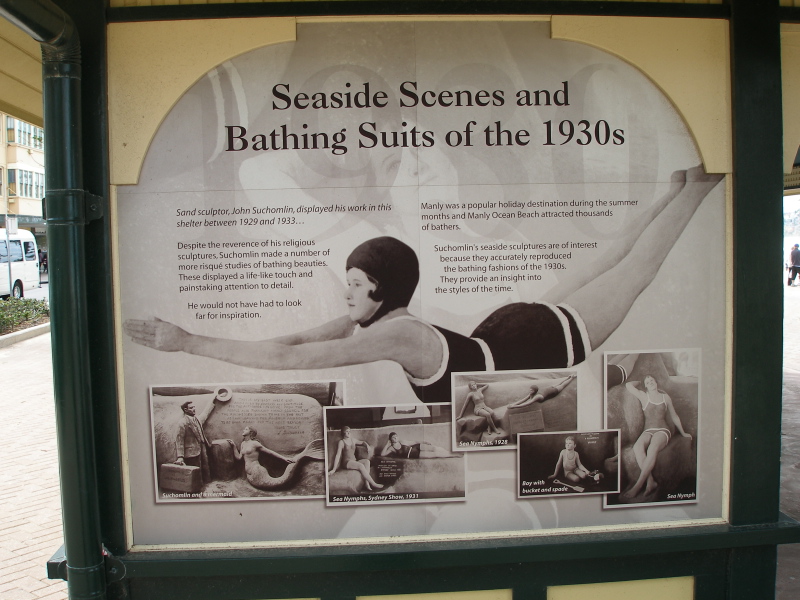 Seaside Scenes and
Bathing Suits of the 1930s
Sand sculptor, John Suchomlin, displayed his work in this
shelter between 1929 and 1933...
Despite the reverence of his religious
sculptures, Suchomlin made a number of
more risqué studies of bathing beauties.
These displayed a life-like touch and
painstaking attention to detail.
He would not have had to look
far for inspiration.
Manly was a popular holiday destination during the summer
months and Manly Ocean Beach attracted thousands
of bathers.
Suchomlin's seaside sculptures are of interest
because they accurately reproduced
the bathing fashions of the 1930s.
They provide an insight into
the styles of the time.
Suchomlin and a mermaid
Sea Nymphs, Sydney Show, 1931
Sea Nymphs, 1928
Boy with
bucket and spade
Sea Nymph